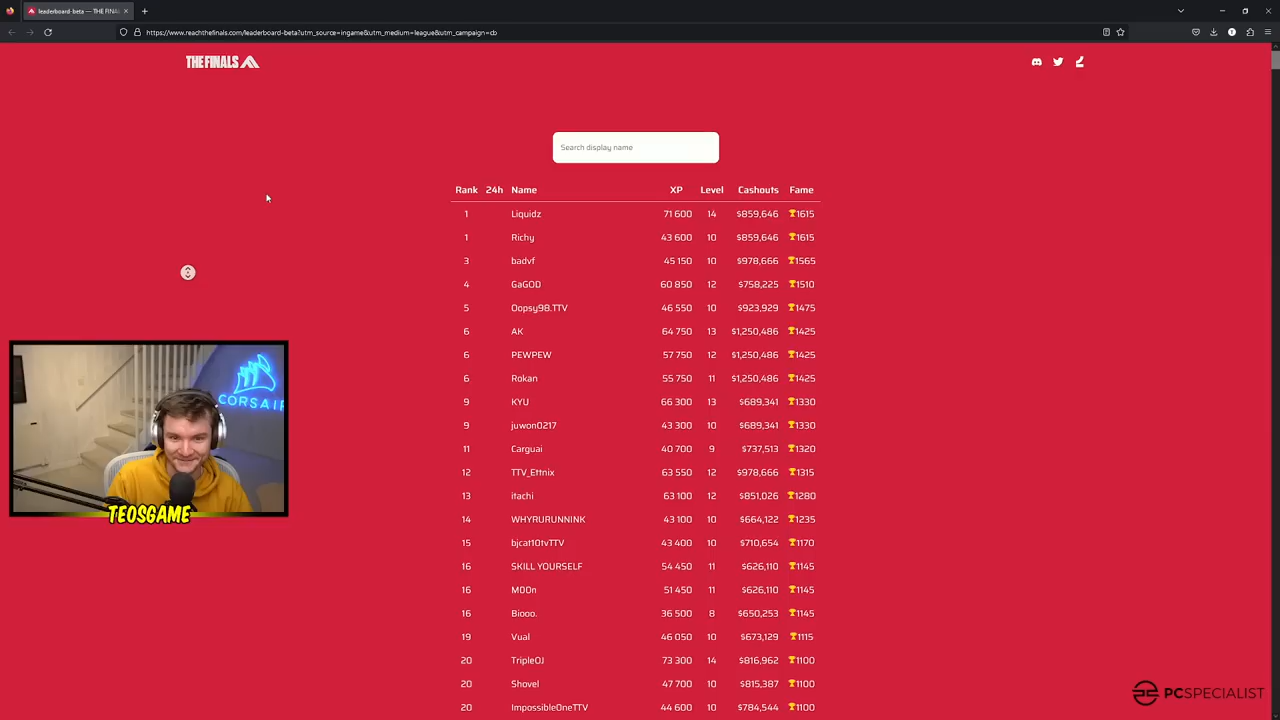 leaderboard-beta — THE FINAL
https://www.reachthefinals.com/leaderboard-beta?utm_source=ingame&utm_medium=league&utm_campaign=cb
THE FINALS
Search display name
Rank 24h Name XP Level Cashouts Fame
1 Liquidz 71 600 14 $859,646 1615
1 Richy 43 600 10 $859,646 1615
3 badvf 45 150 10 $978,666 1565
4 GaGOD 60 850 12 $758,225 1510
5 Oopsy98.TTV 46 550 10 $923,929 1475
6 AK 64 750 13 $1,250,486 1425
6 PEWPEW 57 750 12 $1,250,486 1425
6 Rokan 55 750 11 $1,250,486 1425
9 KYU 66 300 13 $689,341 1330
9 juwon0217 43 300 10 $689,341 1330
11 Carguai 40 700 9 $737,513 1320
12 TTV_Ettnix 63 550 12 $978,666 1315
13 itachi 63 100 12 $851,026 1280
14 WHYRURUNNINK 43 100 10 $664,122 1235
15 bjcat10tvTTV 43 400 10 $710,654 1170
16 SKILL YOURSELF 54 450 11 $626,110 1145
16 M0Dn 51 450 11 $626,110 1145
16 Biooo. 36 500 8 $650,253 1145
19 Vual 46 050 10 $673,129 1115
20 TripleOJ 73 300 14 $816,962 1100
20 Shovel 47 700 10 $815,387 1100
20 ImpossibleOneTTV 44 600 10 $784,544 1100
CORSAIR
TEOSGAME
PCSPECIALIST